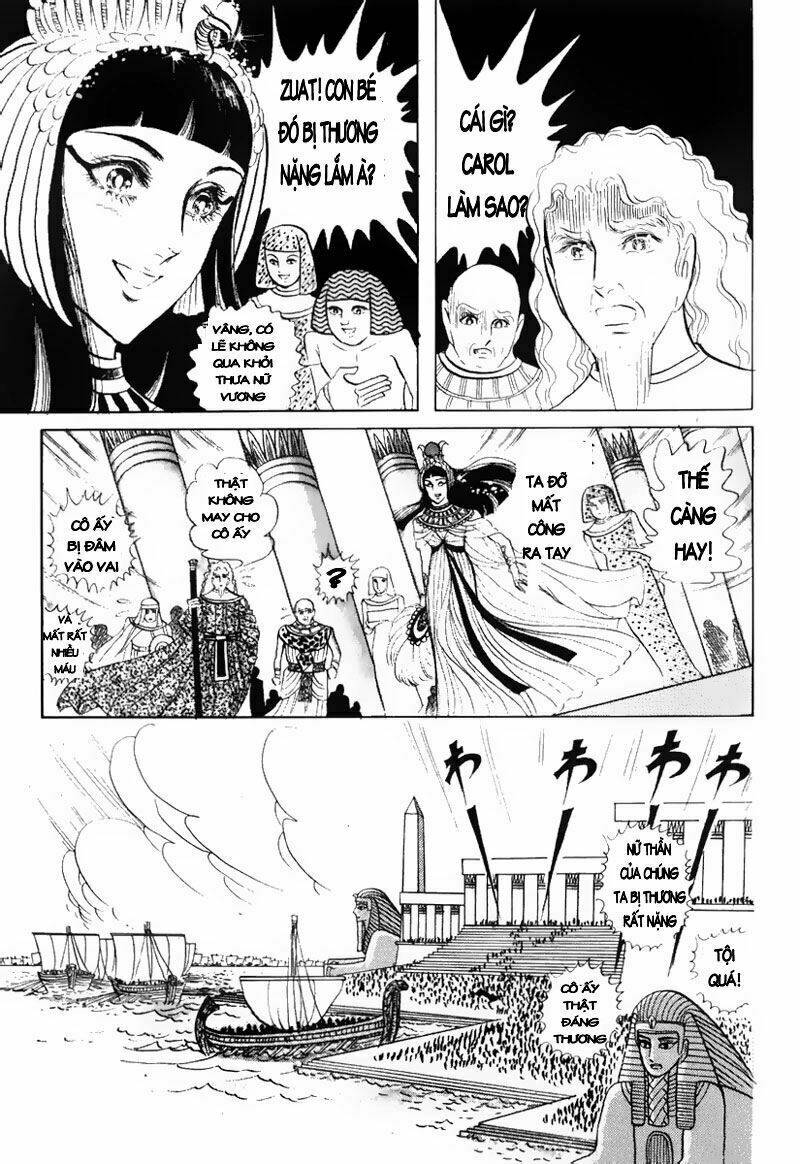 CÁI GÌ?
CAROL
LÀM SAO?
ZUAT! CON BÉ
ĐÓ BỊ THƯƠNG
NẶNG LẮM À?
VÂNG, CÓ
LẼ KHÔNG
QUA KHỎI
THƯA NỮ
VƯƠNG
THẾ
CÀNG
HAY!
TA ĐỠ
MẤT
CÔNG
RA TAY
?
THẬT
KHÔNG
MAY CHO
CÔ ẤY
CÔ ẤY
BỊ ĐÂM
VÀO VAI
VÀ
MẤT RẤT
NHIỀU
MÁU
わ
わ
わ
わ
NỮ THẦN
CỦA CHÚNG
TA BỊ THƯƠNG
RẤT NẶNG
TỘI
QUÁ!
CÔ ẤY
THẬT
ĐÁNG
THƯƠNG